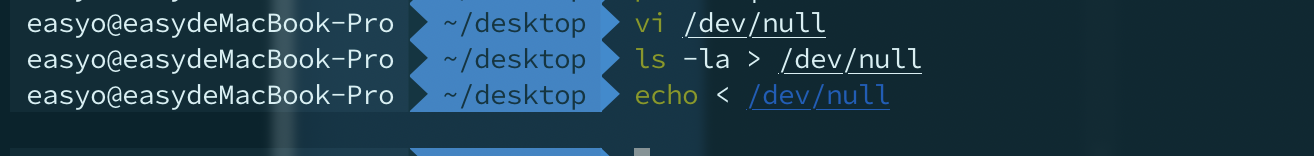 easyo@easydeMacBook-Pro ~/desktop vi /dev/null
easyo@easydeMacBook-Pro ~/desktop ls -la > /dev/null
easyo@easydeMacBook-Pro ~/desktop echo < /dev/null